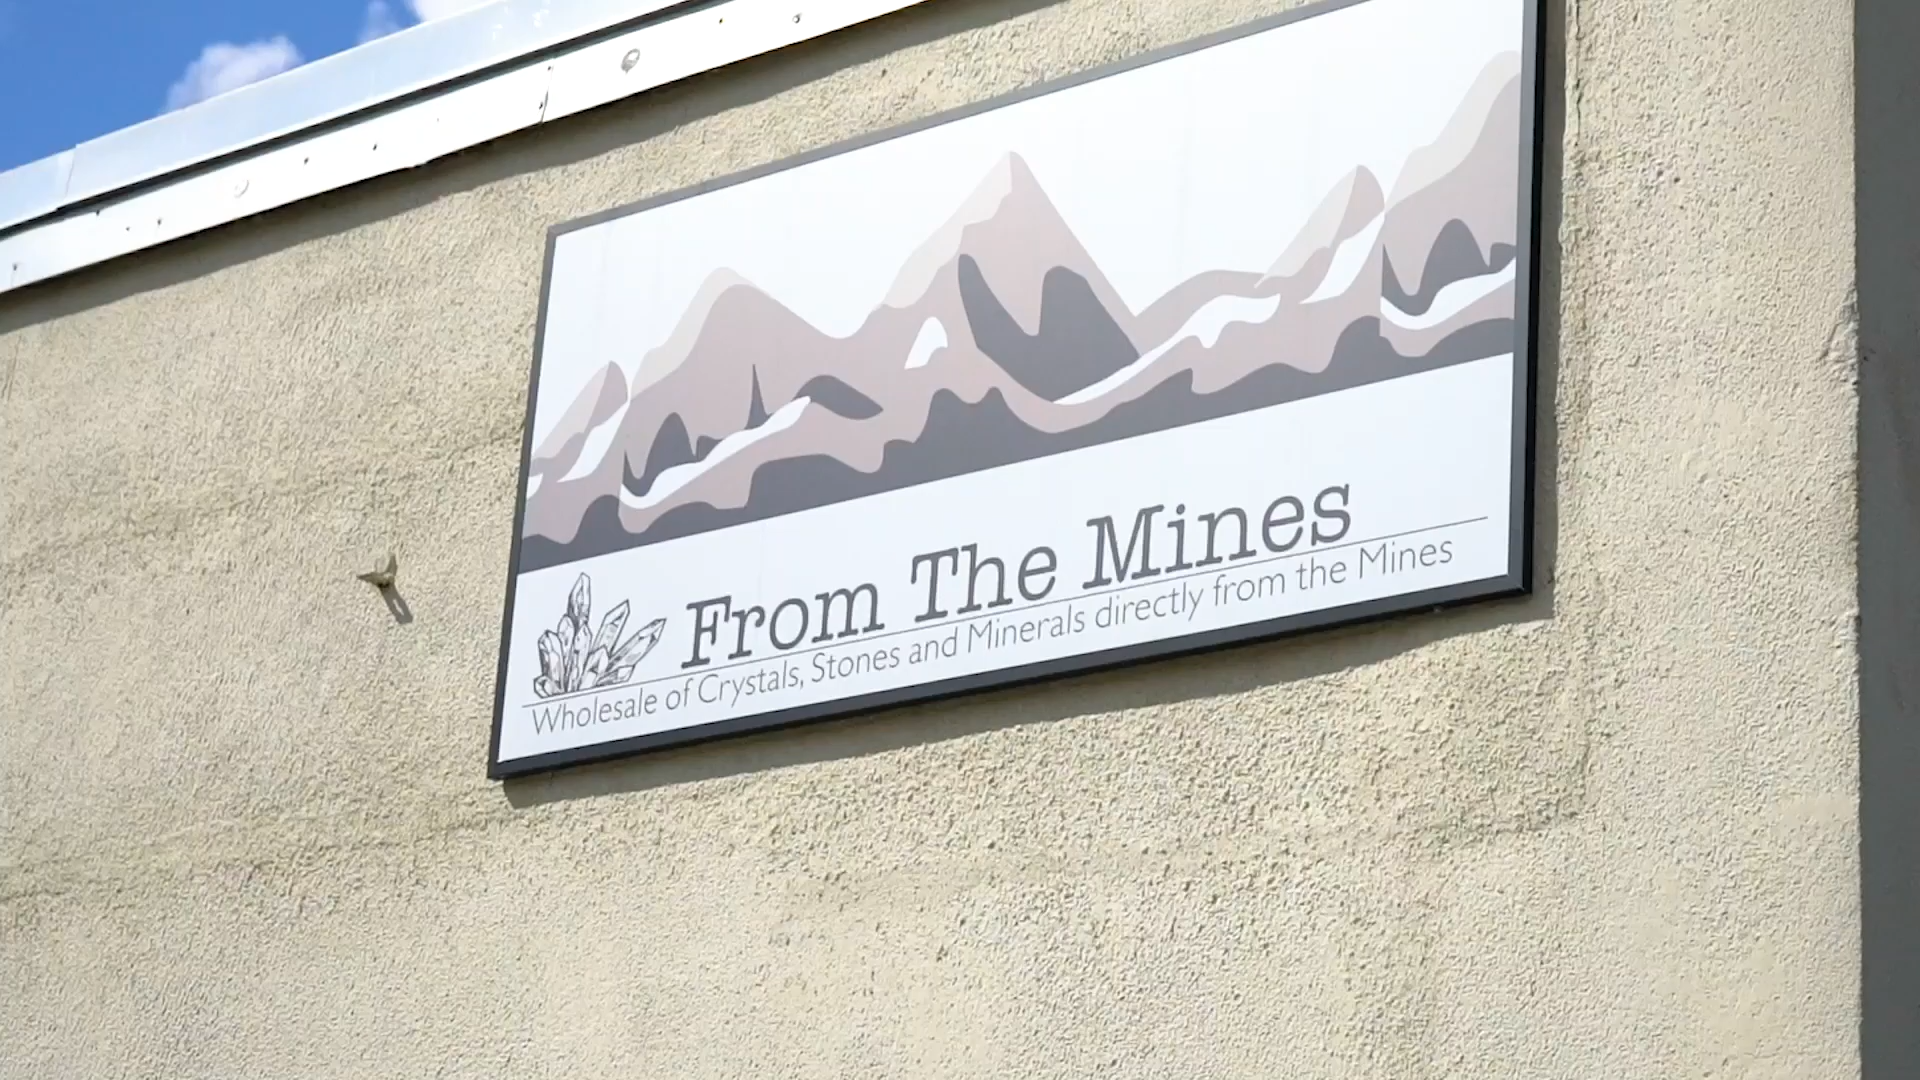 From The Mines
Wholesale of Crystals, Stones and Minerals directly from the Mines